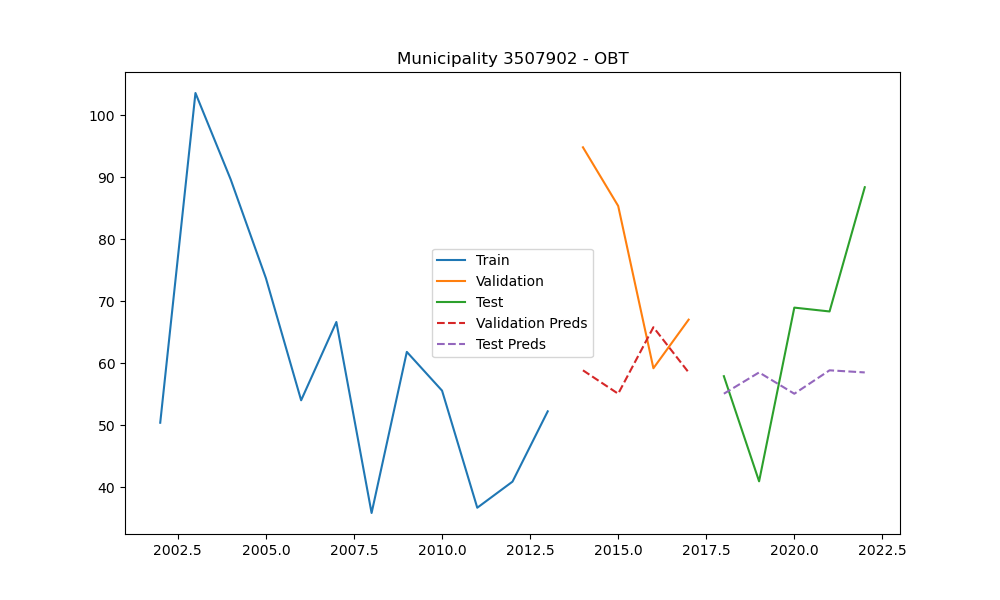 Municipality 3507902 - OBT
100
90
80
70
60
50
40
Train
Validation
Test
Validation Preds
Test Preds
2002.5 2005.0 2007.5 2010.0 2012.5 2015.0 2017.5 2020.0 2022.5